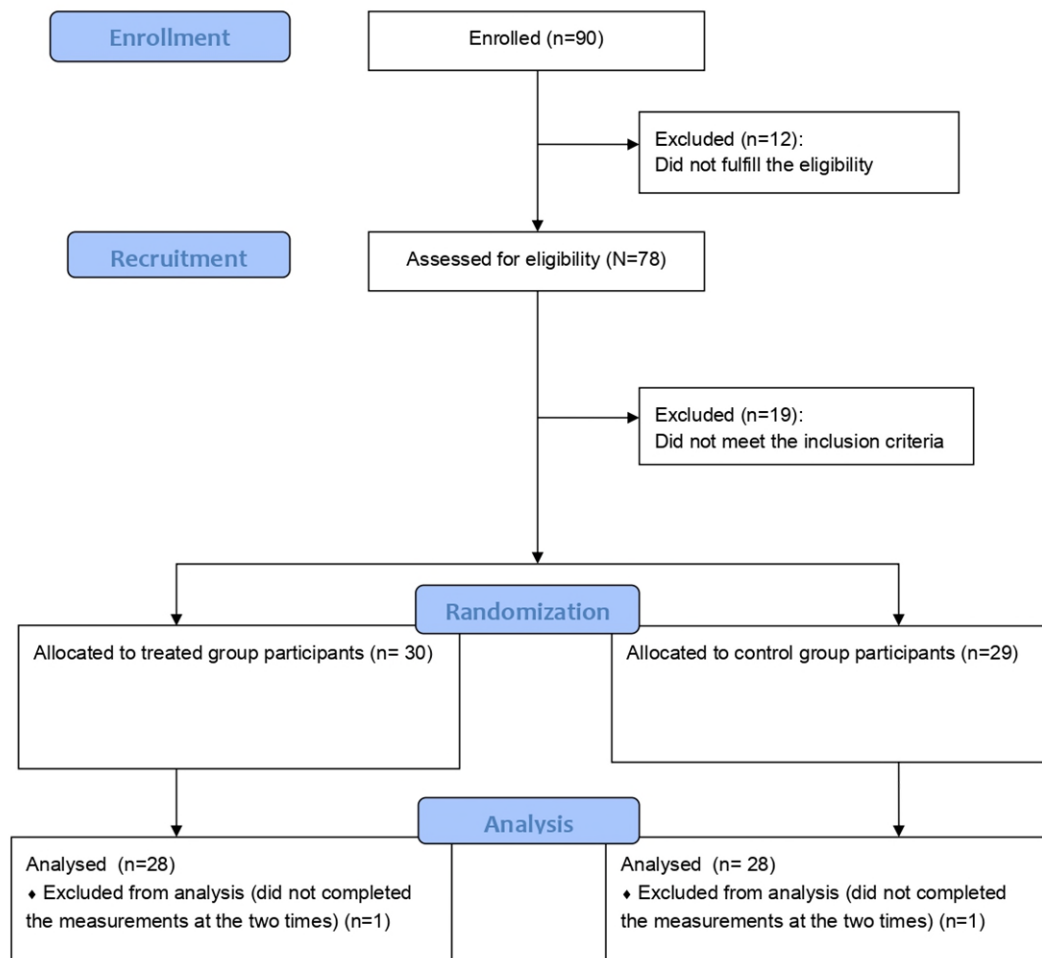 Enrollment
Enrolled (n=90)
Excluded (n=12):
Did not fulfill the eligibility
Recruitment
Assessed for eligibility (N=78)
Excluded (n=19):
Did not meet the inclusion criteria
Randomization
Allocated to treated group participants (n= 30)
Allocated to control group participants (n=29)
Analysis
Analysed (n=28)
♦ Excluded from analysis (did not completed
the measurements at the two times) (n=1)
Analysed (n= 28)
♦ Excluded from analysis (did not completed
the measurements at the two times) (n=1)